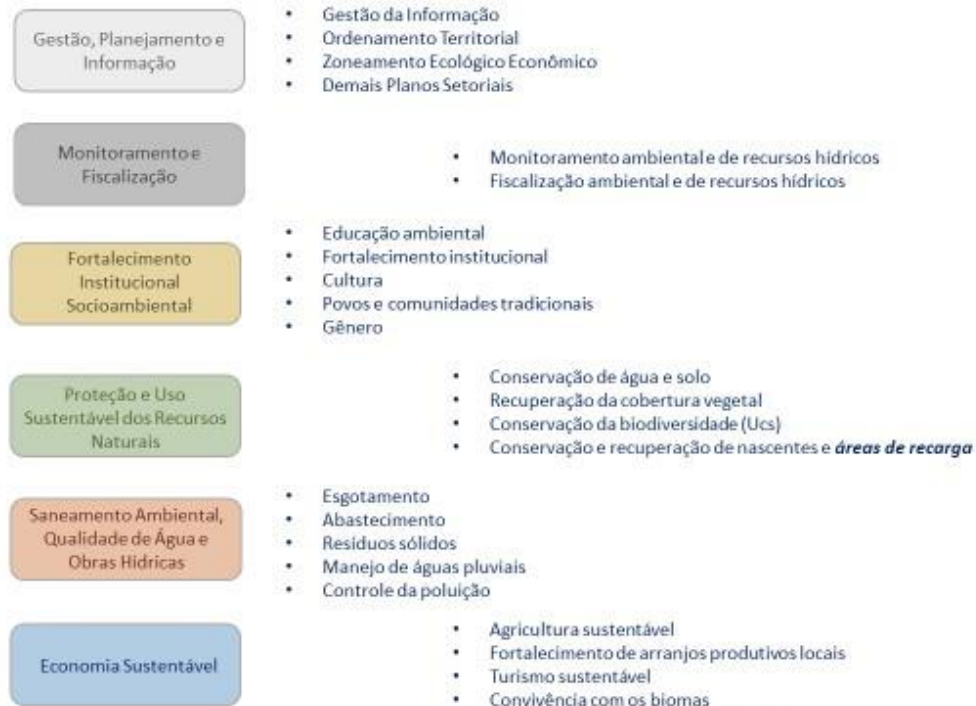 Gestão, Planejamento e
Informação
• Gestão da Informação
• Ordenamento Territorial
• Zoneamento Ecológico Econômico
• Demais Planos Setoriais
Monitoramento e
Fiscalização
• Monitoramento ambiental e de recursos hídricos
• Fiscalização ambiental e de recursos hídricos
Fortalecimento
Institucional
Socioambiental
• Educação ambiental
• Fortalecimento institucional
• Cultura
• Povos e comunidades tradicionais
• Gênero
Proteção e Uso
Sustentável dos Recursos
Naturais
• Conservação de água e solo
• Recuperação da cobertura vegetal
• Conservação da biodiversidade (Ucs)
• Conservação e recuperação de nascentes e áreas de recarga
Saneamento Ambiental,
Qualidade de Água e
Obras Hídricas
• Esgotamento
• Abastecimento
• Resíduos sólidos
• Manejo de águas pluviais
• Controle da poluição
Economia Sustentável
• Agricultura sustentável
• Fortalecimento de arranjos produtivos locais
• Turismo sustentável
• Convivência com os biomas